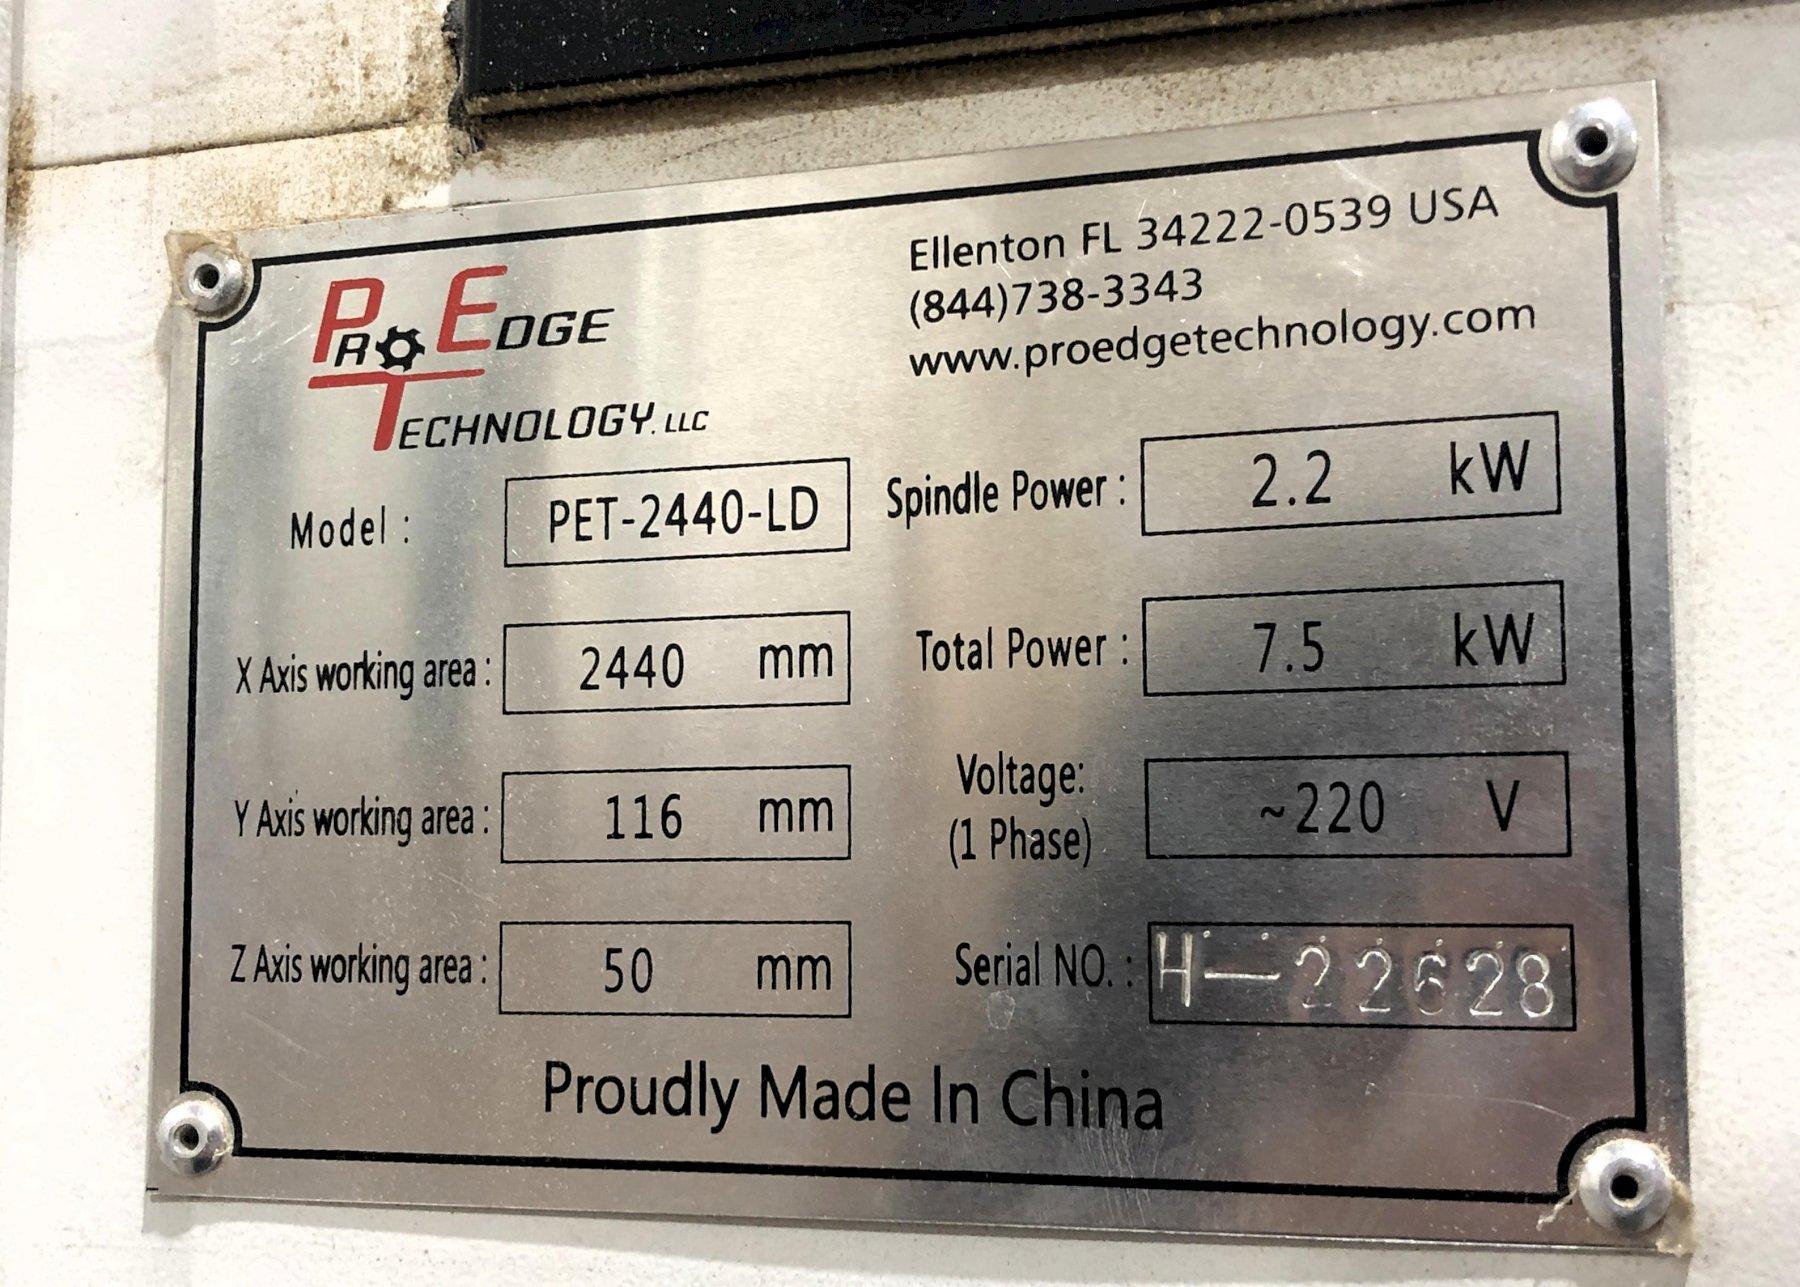 PRO EDGE
TECHNOLOGY, LLC
Ellenton FL 34222-0539 USA
(844)738-3343
www.proedgetechnology.com
Model : PET-2440-LD
Spindle Power : 2.2 kW
X Axis working area : 2440 mm
Total Power : 7.5 kW
Y Axis working area : 116 mm
Voltage: ~220 V
(1 Phase)
Z Axis working area : 50 mm
Serial NO. : H-22628
Proudly Made In China